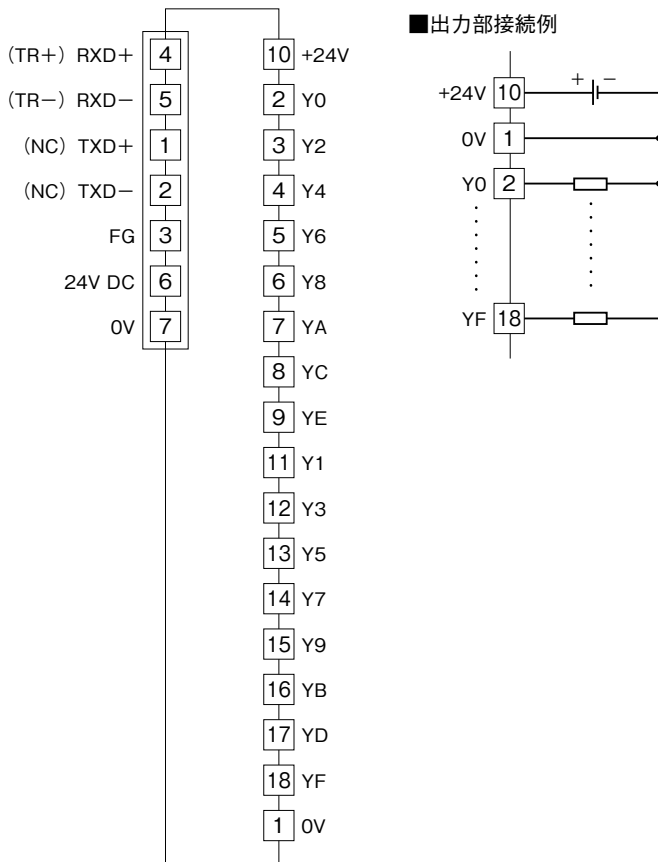 (TR+) RXD+ 4
(TR−) RXD− 5
(NC) TXD+ 1
(NC) TXD− 2
FG 3
24V DC 6
0V 7
10 +24V
2 Y0
3 Y2
4 Y4
5 Y6
6 Y8
7 YA
8 YC
9 YE
11 Y1
12 Y3
13 Y5
14 Y7
15 Y9
16 YB
17 YD
18 YF
1 0V
■出力部接続例
+ −
+24V 10
0V 1
Y0 2
YF 18